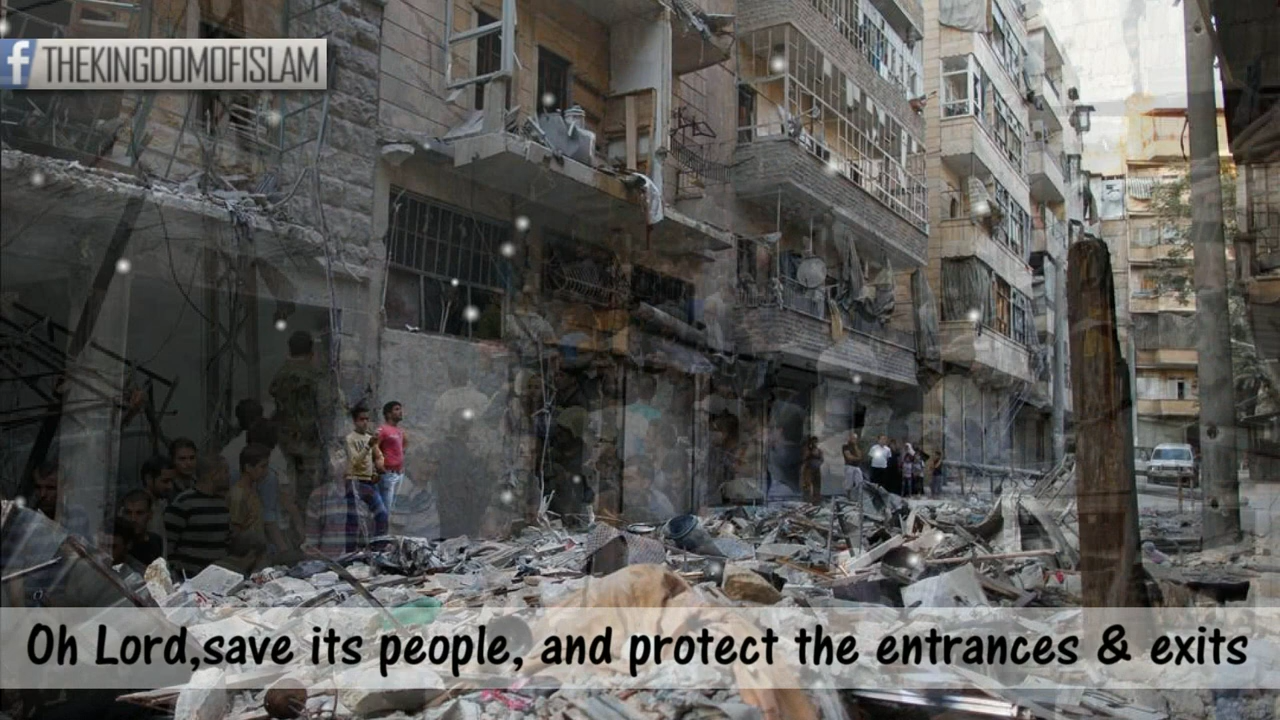 f THEKINGDOMOFISLAM
Oh Lord,save its people, and protect the entrances & exits